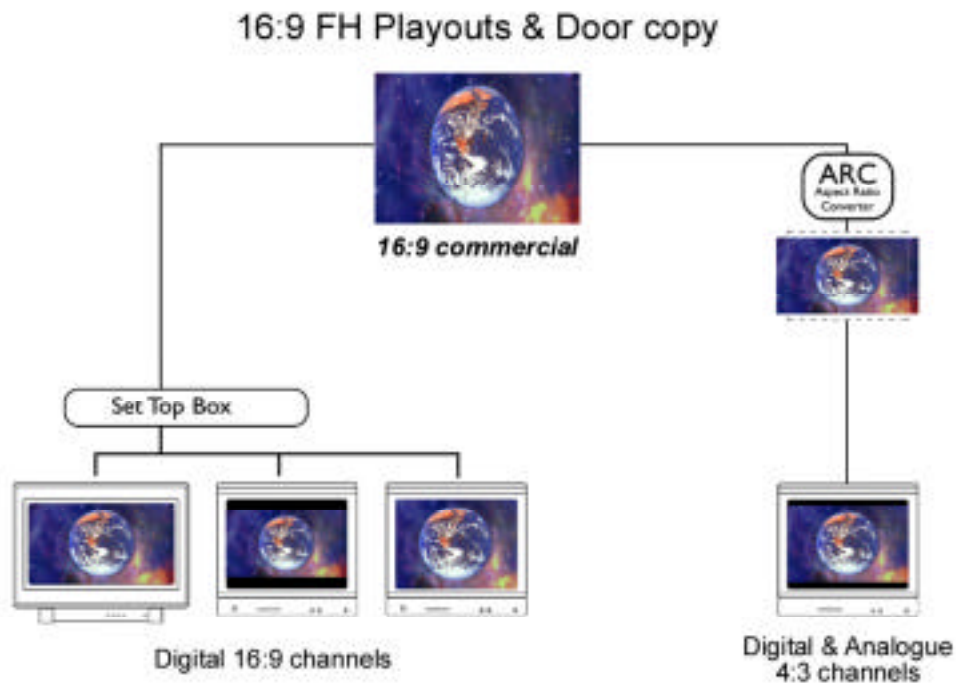 16:9 FH Playouts & Door copy
16:9 commercial
ARC
Aspect Ratio
Converter
Set Top Box
Digital 16:9 channels
Digital & Analogue
4:3 channels